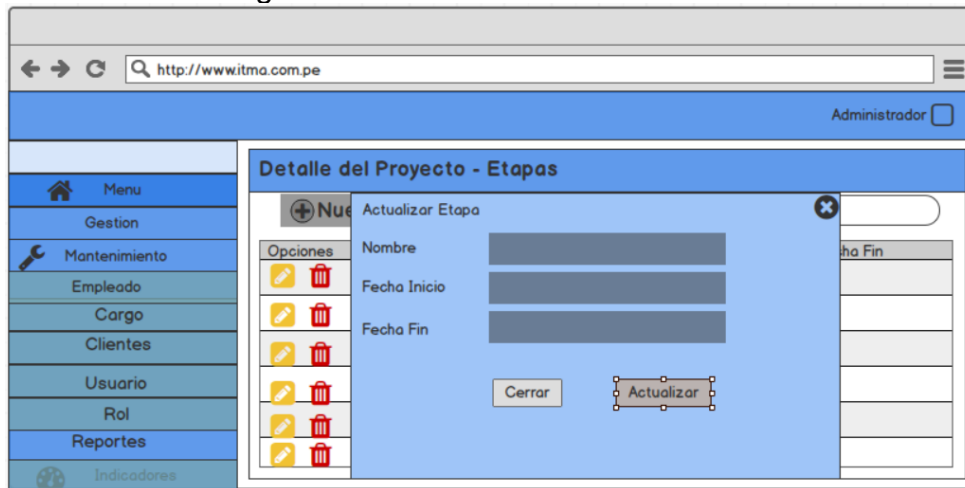 http://www.itma.com.pe
Administrador
Detalle del Proyecto - Etapas
Menu
Gestion
Mantenimiento
Empleado
Cargo
Clientes
Usuario
Rol
Reportes
Indicadores
Nue
Opciones
cha Fin
Actualizar Etapa
Nombre
Fecha Inicio
Fecha Fin
Cerrar
Actualizar